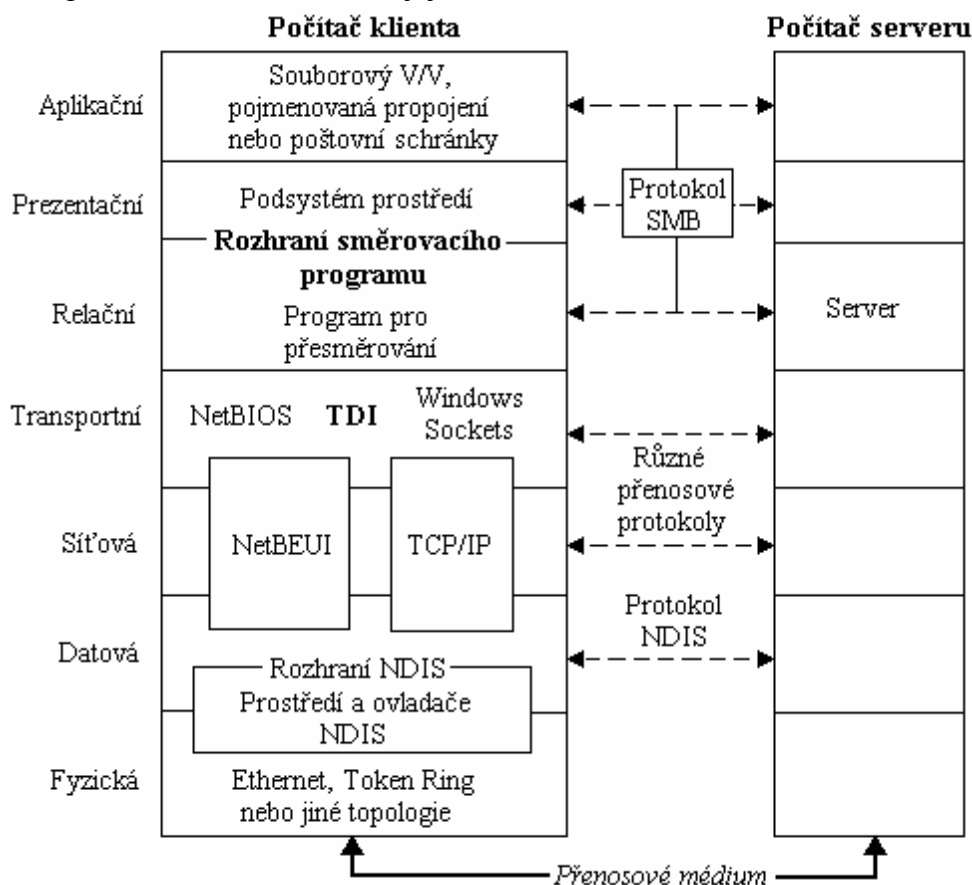 Počítač klienta
Počítač serveru
Aplikační
Souborový V/V,
pojmenovaná propojení
nebo poštovní schránky
Prezentační
Podsystém prostředí
Protokol
SMB
Rozhraní směrovacího
programu
Relační
Program pro
přesměrování
Server
Transportní
NetBIOS
TDI
Windows
Sockets
Různé
přenosové
protokoly
Síťová
NetBEUI
TCP/IP
Protokol
NDIS
Datová
Rozhraní NDIS
Prostředí a ovladače
NDIS
Fyzická
Ethernet, Token Ring
nebo jiné topologie
Přenosové médium